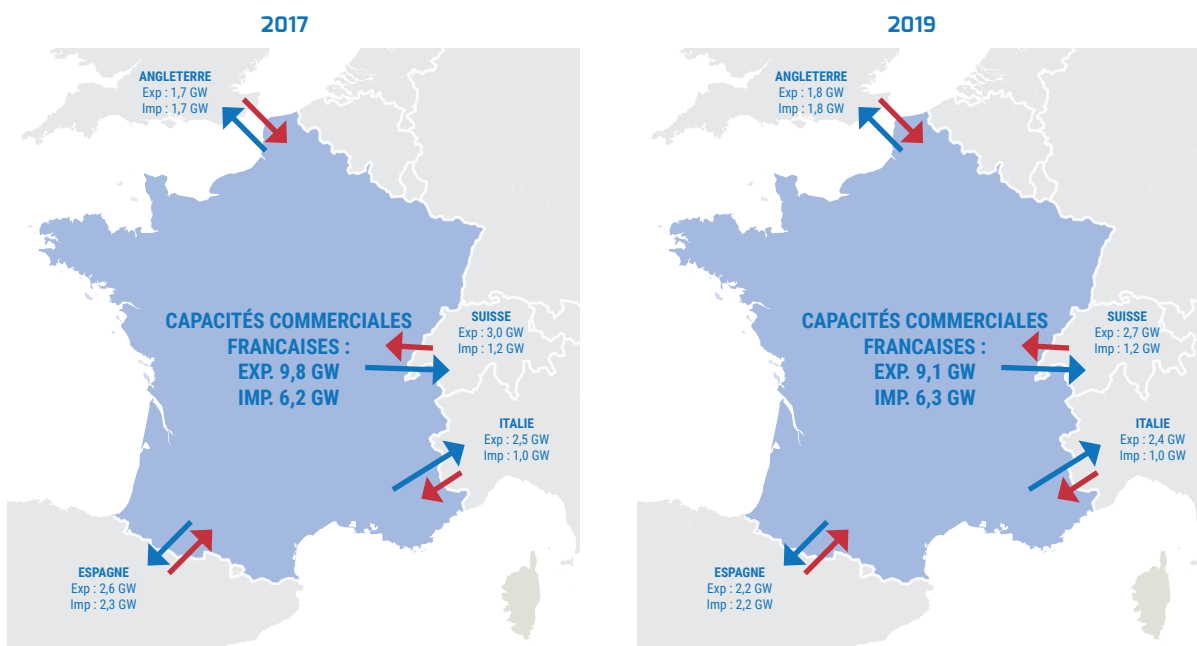 2017
ANGLETERRE
Exp : 1,7 GW
Imp : 1,7 GW
CAPACITÉS COMMERCIALES
FRANCAISES :
EXP. 9,8 GW
IMP. 6,2 GW
SUISSE
Exp : 3,0 GW
Imp : 1,2 GW
ITALIE
Exp : 2,5 GW
Imp : 1,0 GW
ESPAGNE
Exp : 2,6 GW
Imp : 2,3 GW
2019
ANGLETERRE
Exp : 1,8 GW
Imp : 1,8 GW
CAPACITÉS COMMERCIALES
FRANCAISES :
EXP. 9,1 GW
IMP. 6,3 GW
SUISSE
Exp : 2,7 GW
Imp : 1,2 GW
ITALIE
Exp : 2,4 GW
Imp : 1,0 GW
ESPAGNE
Exp : 2,2 GW
Imp : 2,2 GW